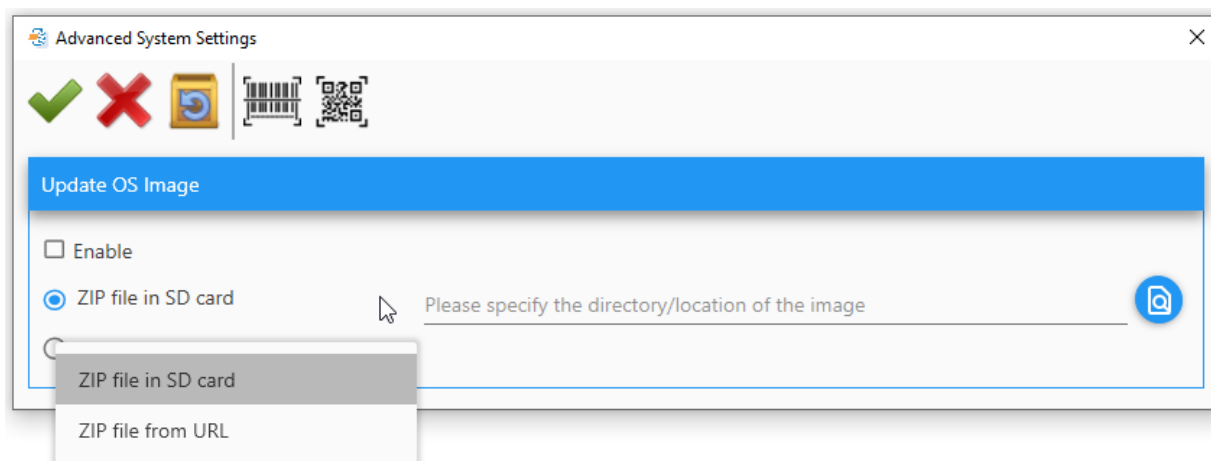 Advanced System Settings
Update OS Image
Enable
ZIP file in SD card
Please specify the directory/location of the image
ZIP file in SD card
ZIP file from URL